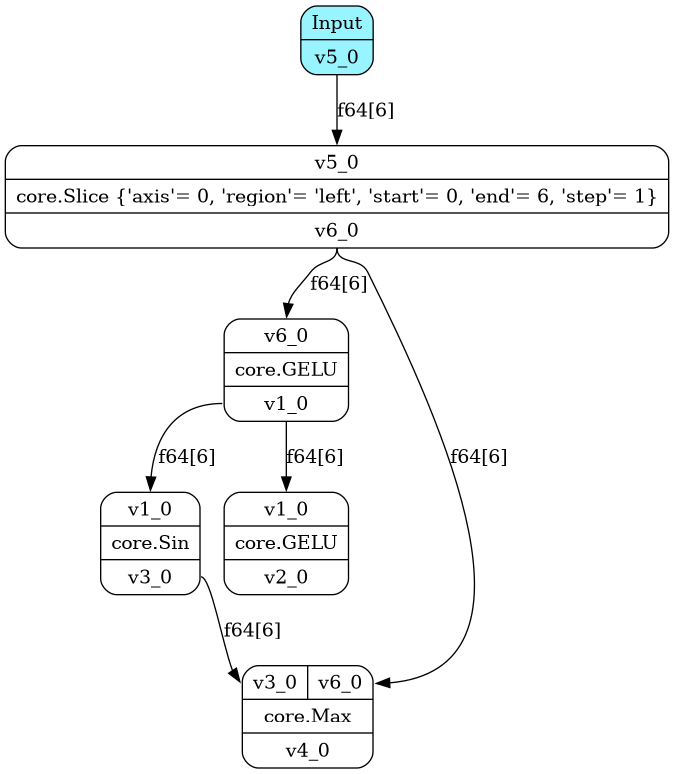 Input
v5_0
f64[6]
v5_0
core.Slice {'axis'= 0, 'region'= 'left', 'start'= 0, 'end'= 6, 'step'= 1}
v6_0
f64[6]
v6_0
core.GELU
v1_0
f64[6]
f64[6]
f64[6]
v1_0
core.Sin
v3_0
v1_0
core.GELU
v2_0
f64[6]
v3_0 v6_0
core.Max
v4_0